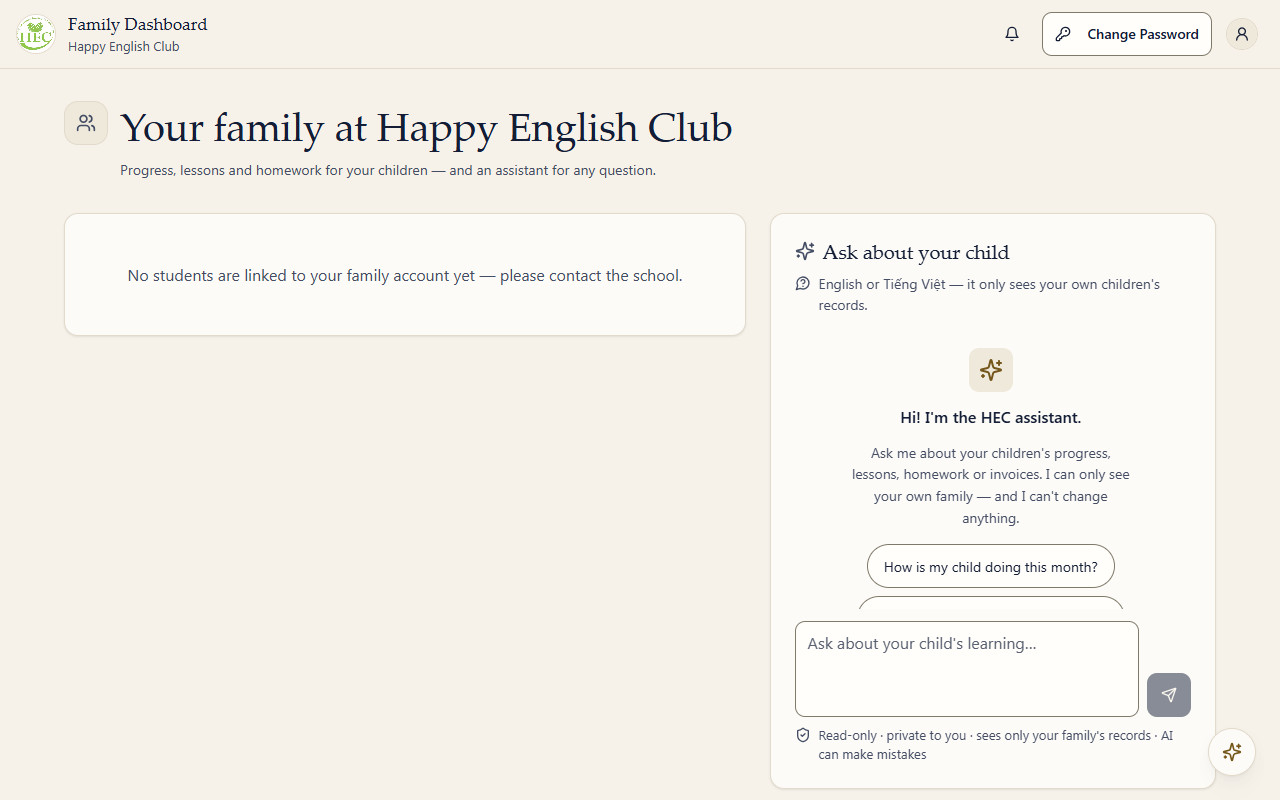 HEC
Family Dashboard
Happy English Club
Change Password
Your family at Happy English Club
Progress, lessons and homework for your children — and an assistant for any question.
No students are linked to your family account yet — please contact the school.
Ask about your child
English or Tiếng Việt — it only sees your own children's
records.
Hi! I'm the HEC assistant.
Ask me about your children's progress,
lessons, homework or invoices. I can only see
your own family — and I can't change
anything.
How is my child doing this month?
Ask about your child's learning...
Read-only · private to you · sees only your family's records · AI
can make mistakes